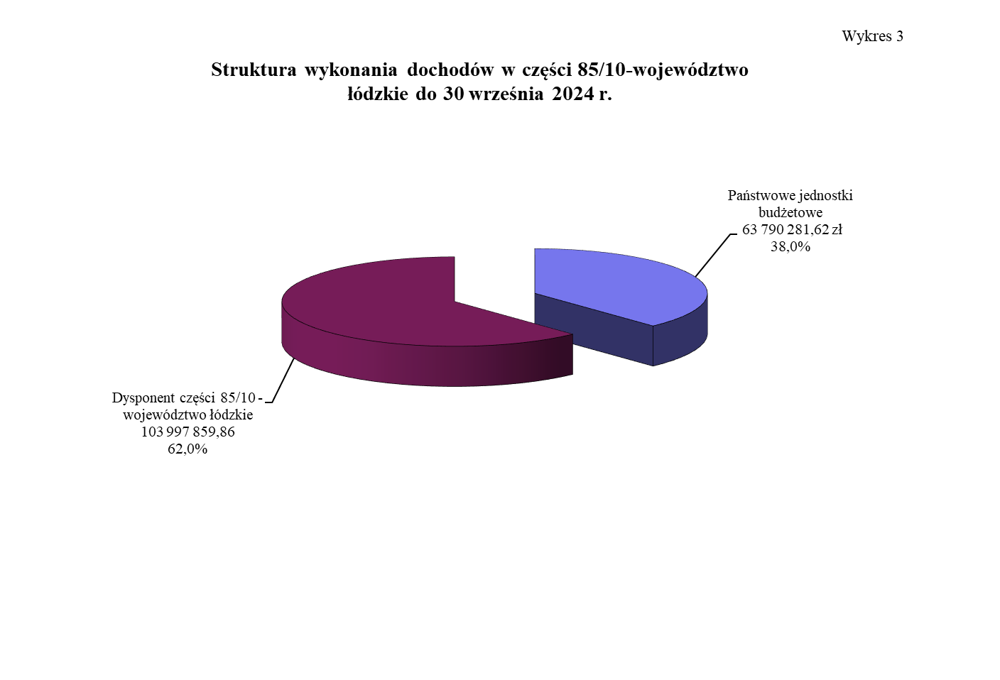 Wykres 3
Struktura wykonania dochodów w części 85/10-województwo
łódzkie do 30 września 2024 r.
Państwowe jednostki
budżetowe
63 790 281,62 zł
38,0%
Dysponent części 85/10 -
województwo łódzkie
103 997 859,86
62,0%